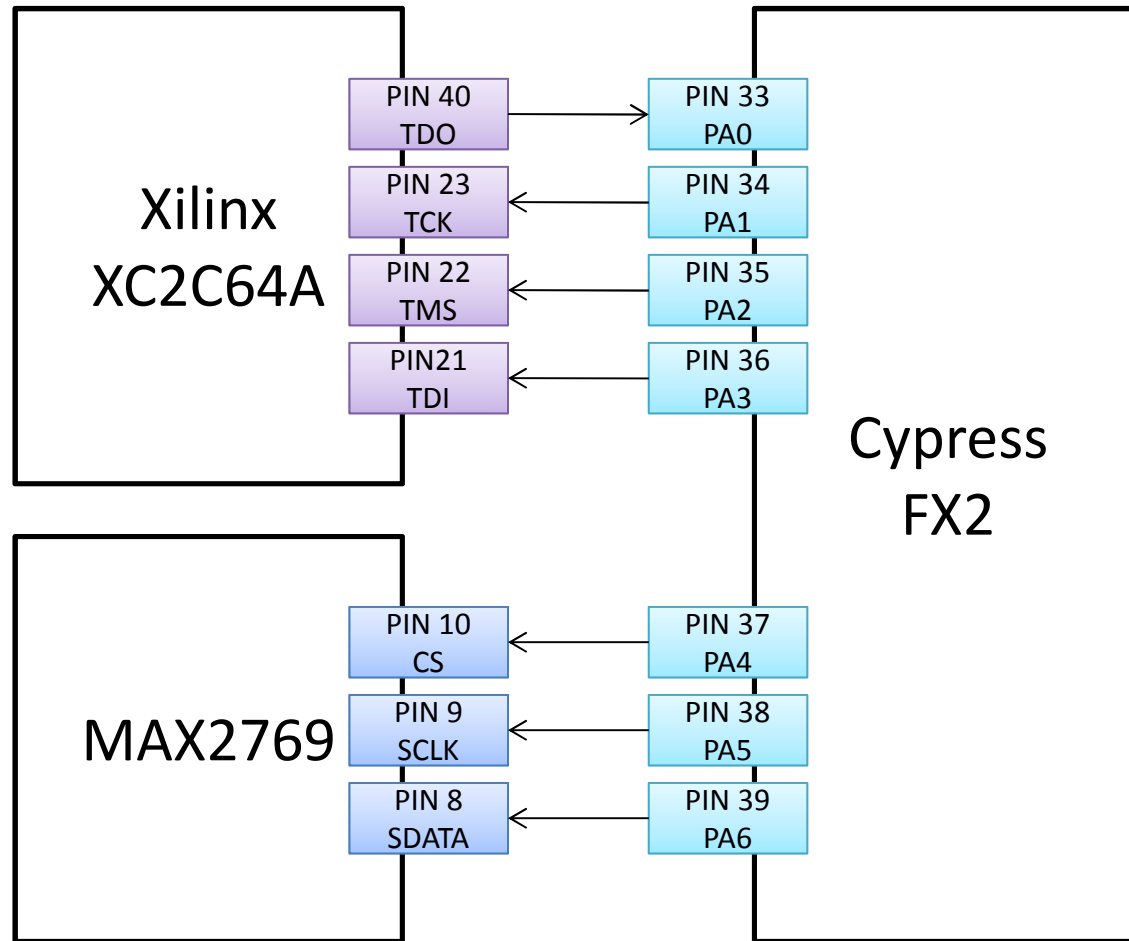 Xilinx
XC2C64A
PIN 40
TDO
PIN 23
TCK
PIN 22
TMS
PIN21
TDI
PIN 33
PA0
PIN 34
PA1
PIN 35
PA2
PIN 36
PA3
Cypress
FX2
MAX2769
PIN 10
CS
PIN 9
SCLK
PIN 8
SDATA
PIN 37
PA4
PIN 38
PA5
PIN 39
PA6